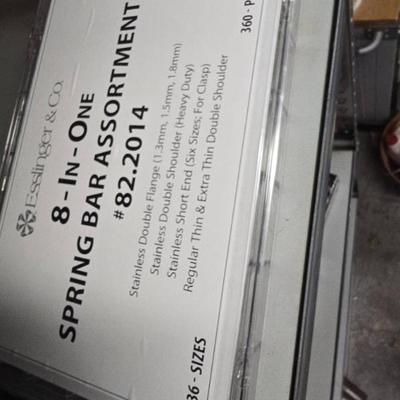 Esslinger & Co.
8 - IN - ONE
SPRING BAR ASSORTMENT
#82.2014
Stainless Double Flange (1.3mm, 1.5mm, 1.8mm)
Stainless Double Shoulder (Heavy Duty)
Stainless Short End (Six Sizes; For Clasp)
Regular Thin & Extra Thin Double Shoulder
36 - SIZES
360 - P